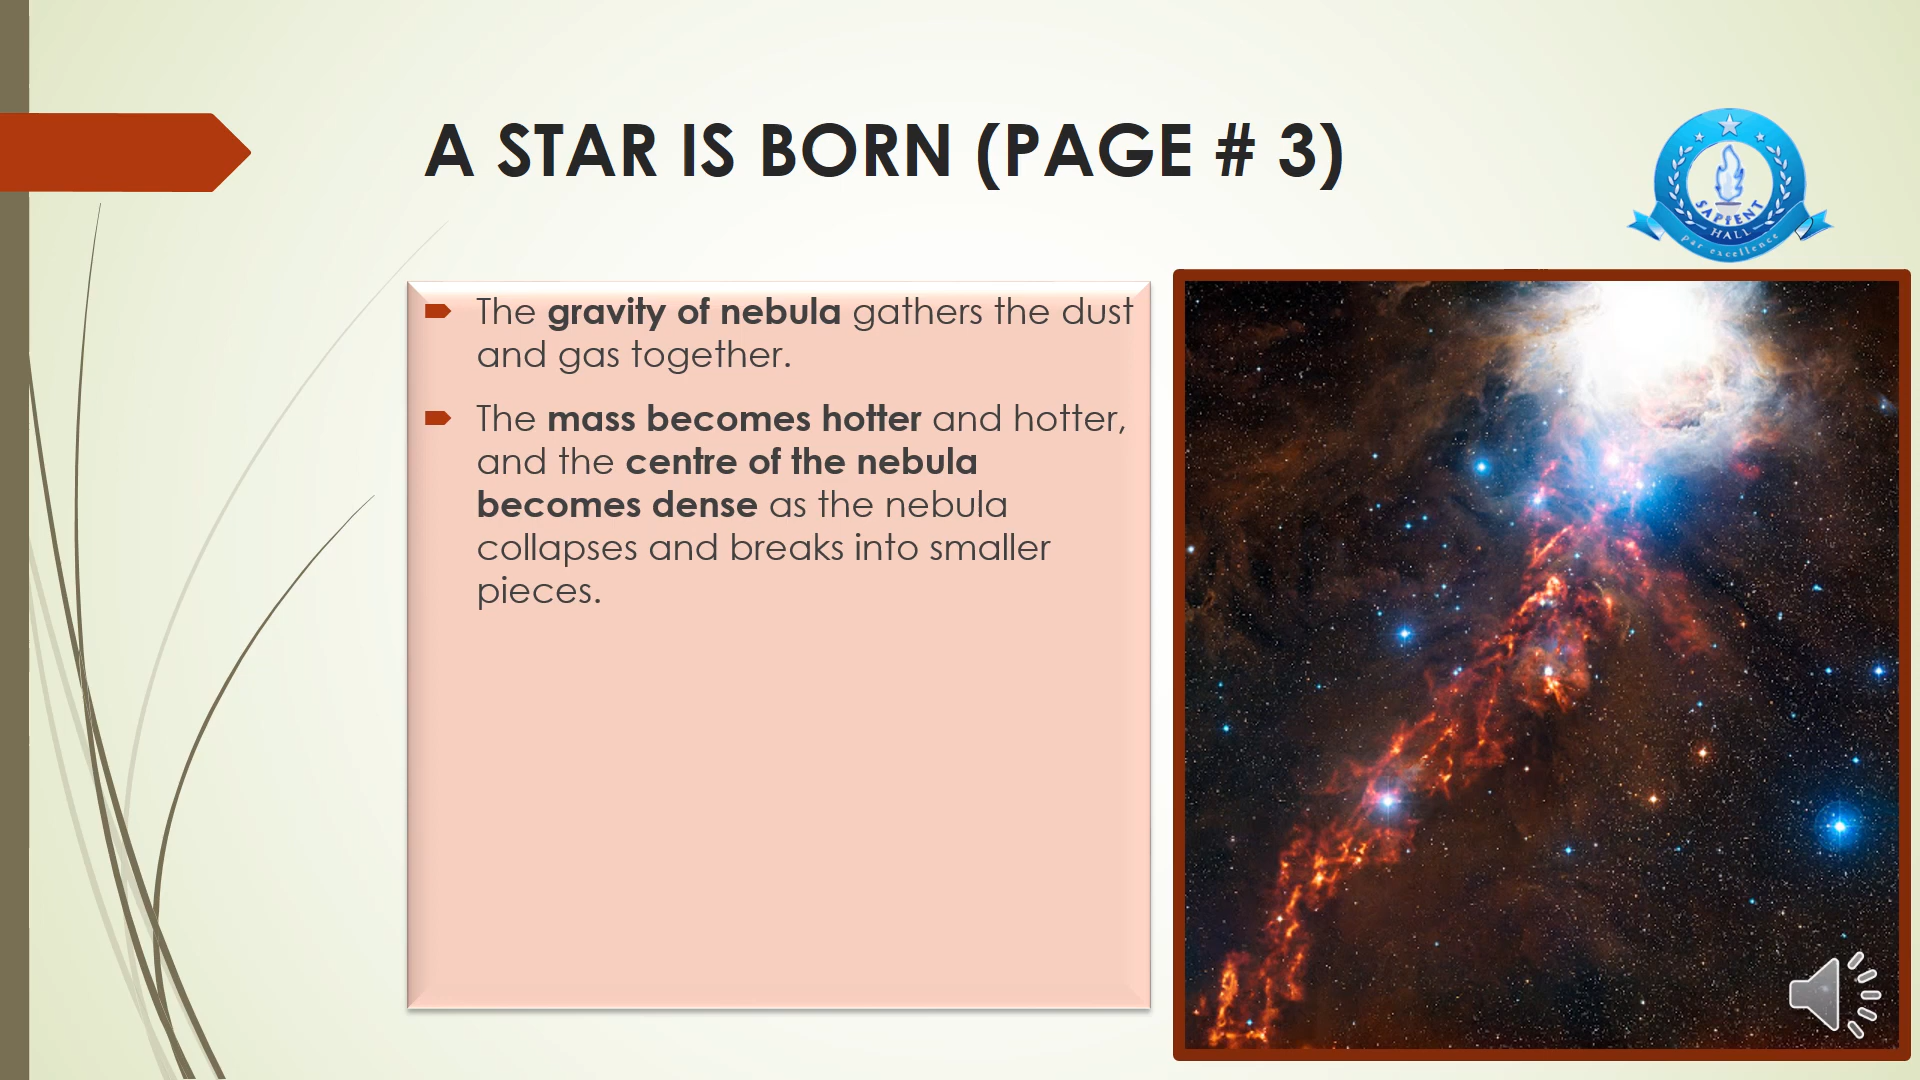 A STAR IS BORN (PAGE # 3)
SAPIENT
HALL
par excellence
The gravity of nebula gathers the dust
and gas together.
The mass becomes hotter and hotter,
and the centre of the nebula
becomes dense as the nebula
collapses and breaks into smaller
pieces.